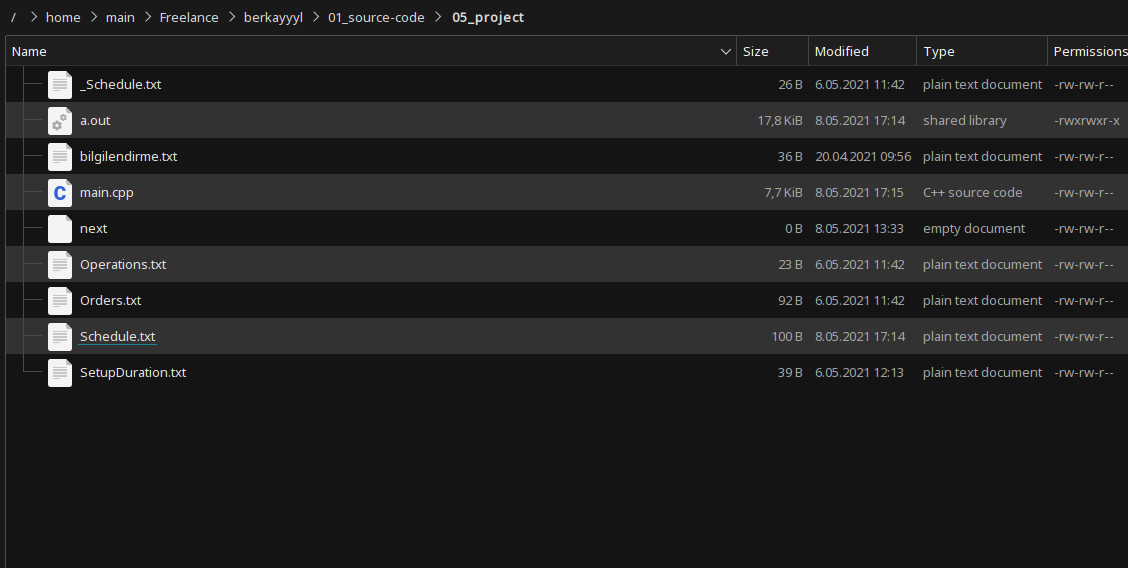 / > home > main > Freelance > berkayyyl > 01_source-code > 05_project
Name Size Modified Type Permissions
_Schedule.txt 26 B 6.05.2021 11:42 plain text document -rw-rw-r--
a.out 17,8 KiB 8.05.2021 17:14 shared library -rwxrwxr-x
bilgilendirme.txt 36 B 20.04.2021 09:56 plain text document -rw-rw-r--
C main.cpp 7,7 KiB 8.05.2021 17:15 C++ source code -rw-rw-r--
next 0 B 8.05.2021 13:33 empty document -rw-rw-r--
Operations.txt 23 B 6.05.2021 11:42 plain text document -rw-rw-r--
Orders.txt 92 B 6.05.2021 11:42 plain text document -rw-rw-r--
Schedule.txt 100 B 8.05.2021 17:14 plain text document -rw-rw-r--
SetupDuration.txt 39 B 6.05.2021 12:13 plain text document -rw-rw-r--